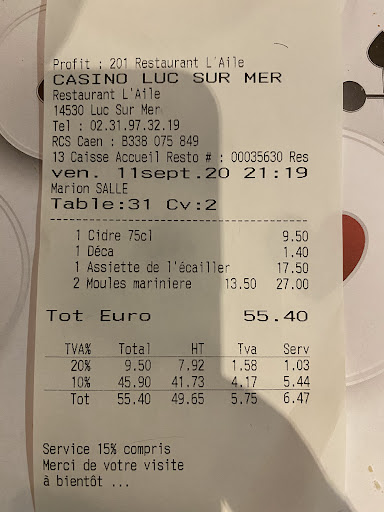 Profit : 201 Restaurant L'Aile
CASINO LUC SUR MER
Restaurant L'Aile
14530 Luc Sur Mer
Tel : 02.31.97.32.19
RCS Caen : B338 075 849
13 Caisse Accueil Resto # : 00035630 Res
ven. 11sept.20 21:19
Marion SALLE
Table:31 Cv:2
1 Cidre 75cl 9.50
1 Déca 1.40
1 Assiette de l'écailler 17.50
2 Moules mariniere 13.50 27.00
Tot Euro 55.40
TVA% Total HT Tva Serv
20% 9.50 7.92 1.58 1.03
10% 45.90 41.73 4.17 5.44
Tot 55.40 49.65 5.75 6.47
Service 15% compris
Merci de votre visite
à bientôt ...